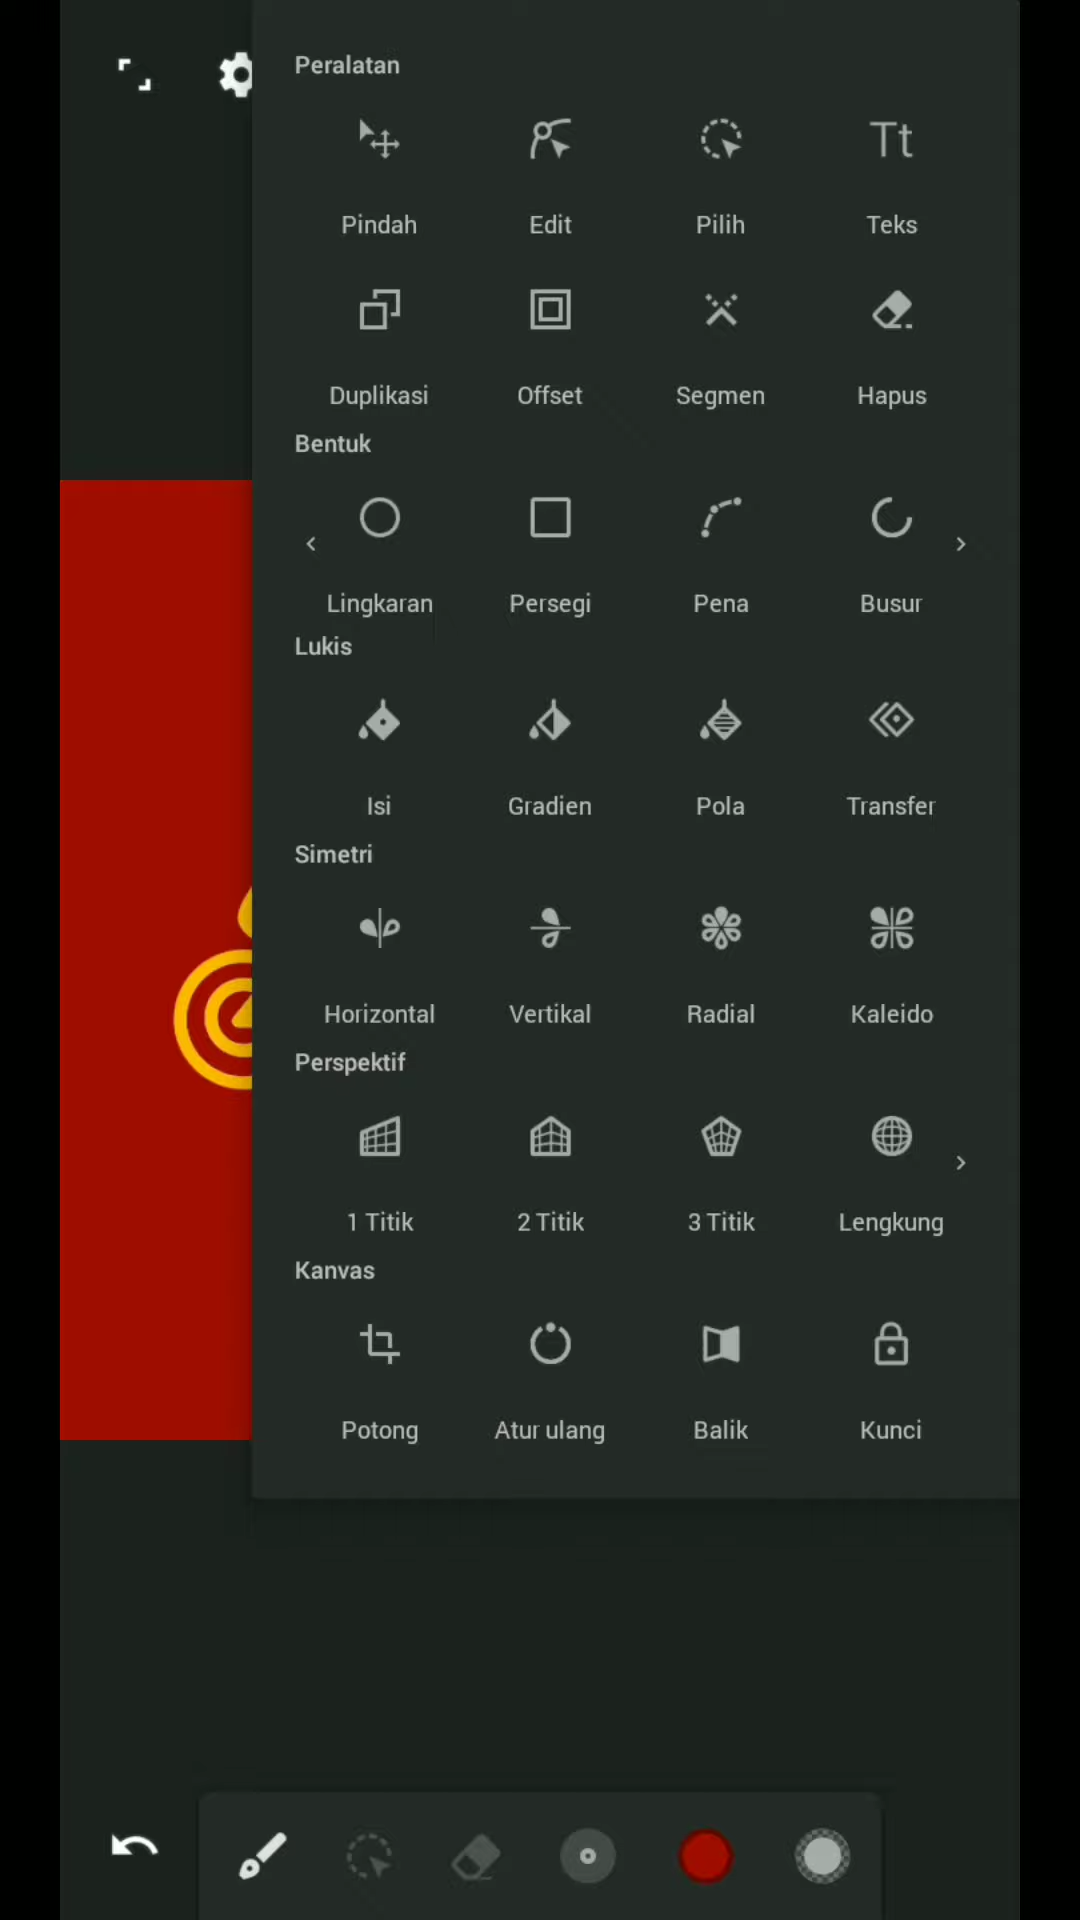 Peralatan
Pindah Edit Pilih Teks
Duplikasi Offset Segmen Hapus
Bentuk
Lingkaran Persegi Pena Busur
Lukis
Isi Gradien Pola Transfer
Simetri
Horizontal Vertikal Radial Kaleido
Perspektif
1 Titik 2 Titik 3 Titik Lengkung
Kanvas
Potong Atur ulang Balik Kunci